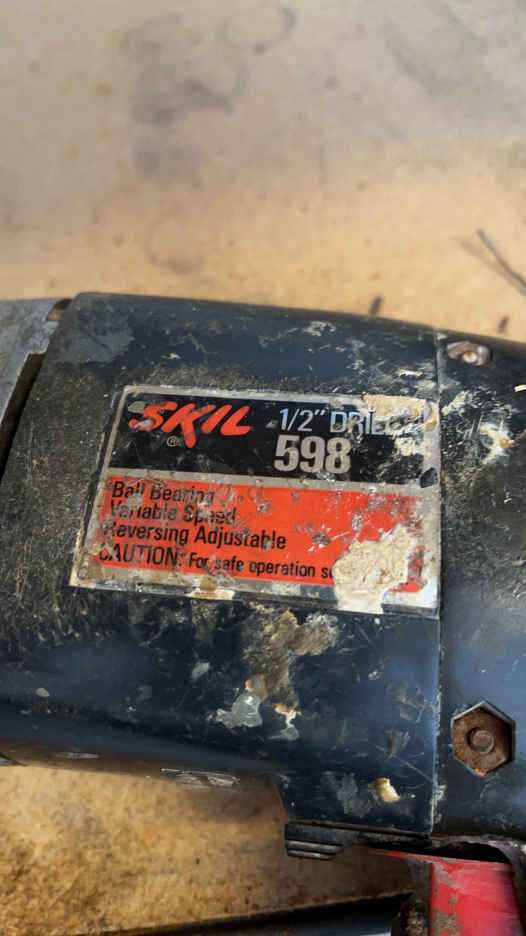 SKIL® 1/2" DRILL
598
Ball Bearing
Variable Speed
Reversing Adjustable
CAUTION: For safe operation